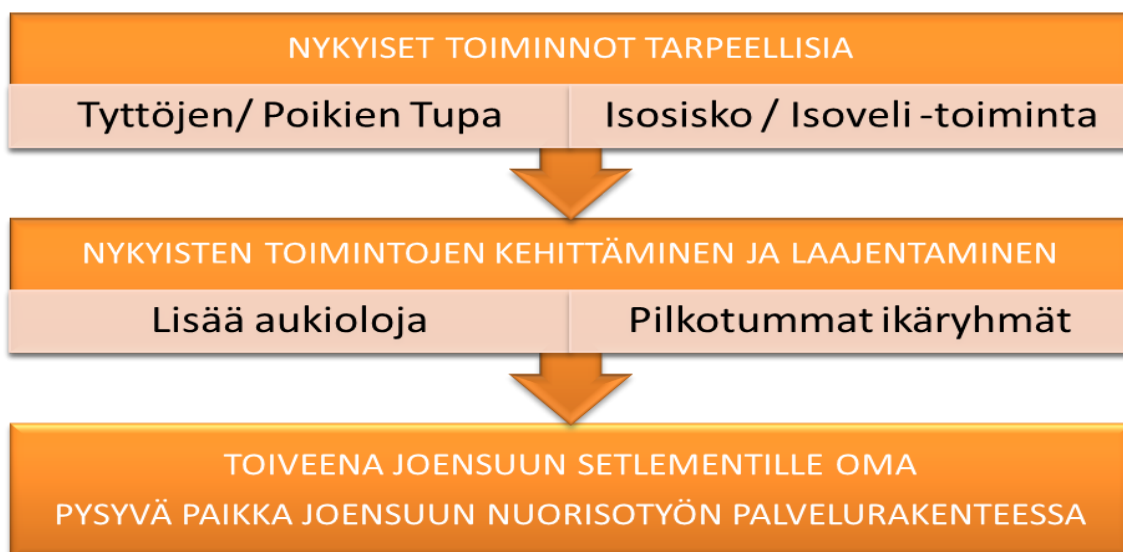 NYKYISET TOIMINNOT TARPEELLISIA
Tyttöjen/ Poikien Tupa
Isosisko / Isoveli -toiminta
NYKYISTEN TOIMINTOJEN KEHITTÄMINEN JA LAAJENTAMINEN
Lisää aukioloja
Pilkotummat ikäryhmät
TOIVEENA JOENSUUN SETLEMENTILLE OMA
PYSYVÄ PAIKKA JOENSUUN NUORISOTYÖN PALVELURAKENTEESSA